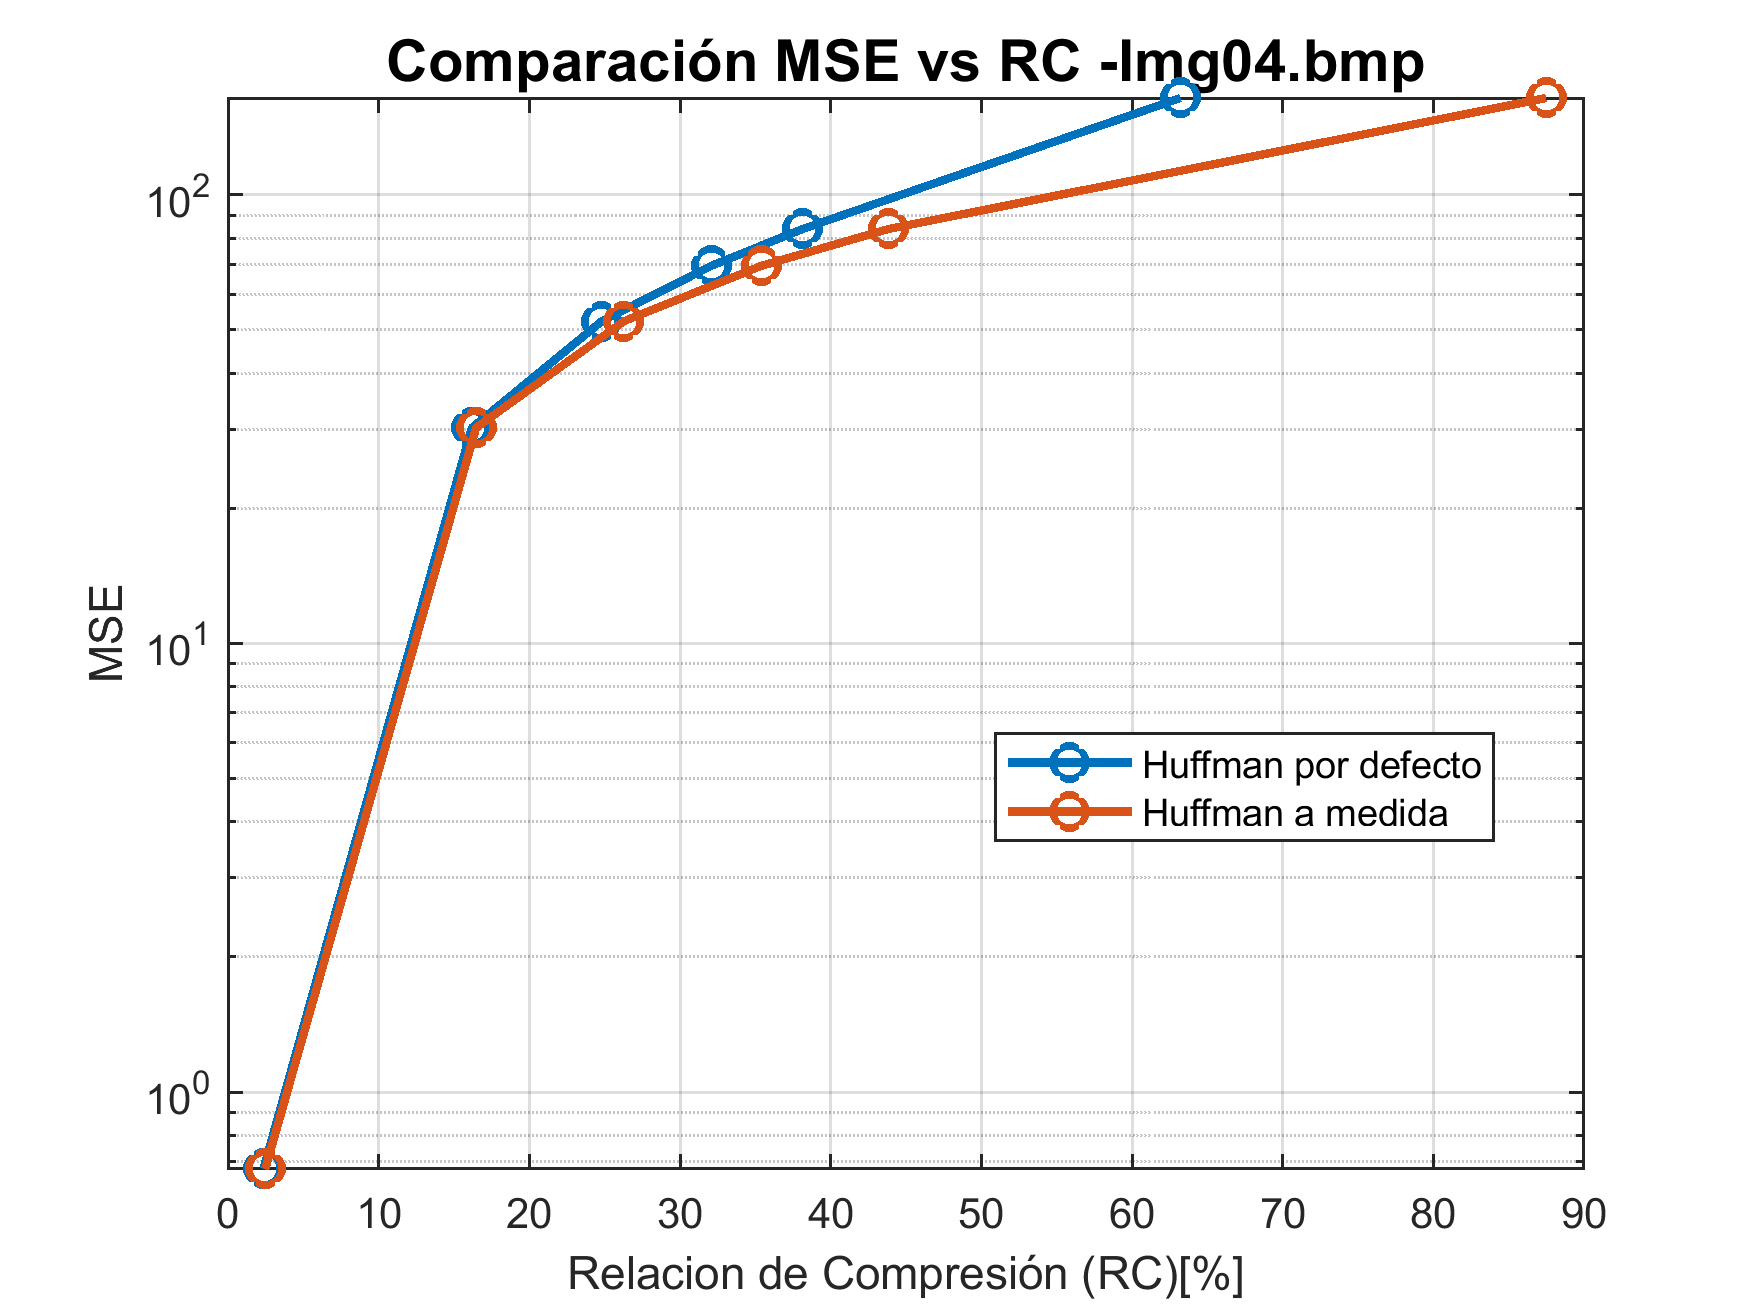 Comparación MSE vs RC -Img04.bmp
10^2
10^1
10^0
MSE
Huffman por defecto
Huffman a medida
0 10 20 30 40 50 60 70 80 90
Relacion de Compresión (RC)[%]